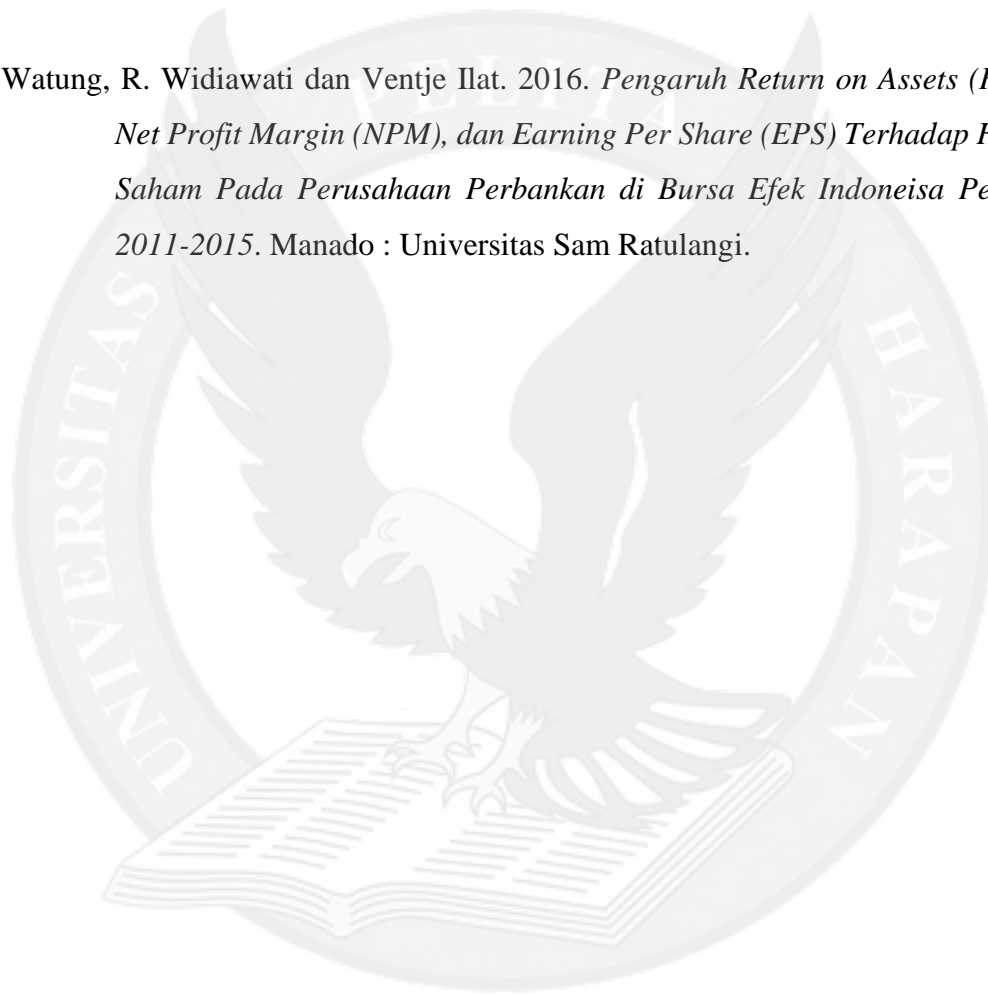 Watung, R. Widiawati dan Ventje Ilat. 2016. Pengaruh Return on Assets
Net Profit Margin (NPM), dan Earning Per Share (EPS) Terhadap
Saham Pada Perusahaan Perbankan di Bursa Efek Indoneisa
2011-2015. Manado : Universitas Sam Ratulangi.
UNIVERSITAS PELITA HARAPAN